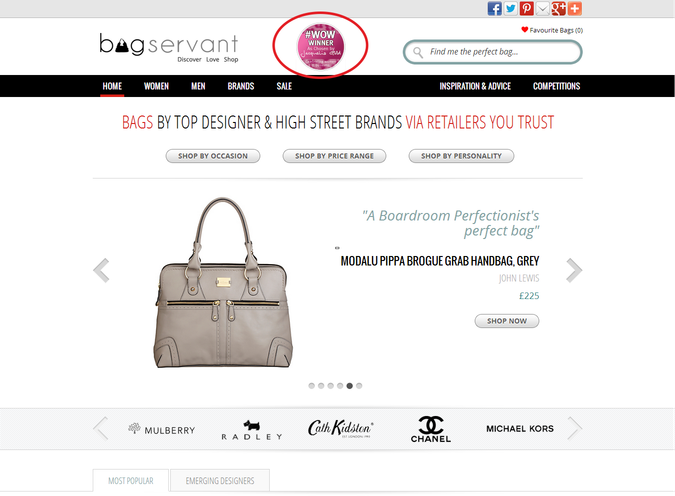 Favourite Bags (0)
bagservant
Discover Love Shop
#WOW
WINNER
As Chosen by
Jacqueline Gold
Find me the perfect bag...
HOME WOMEN MEN BRANDS SALE INSPIRATION & ADVICE COMPETITIONS
BAGS BY TOP DESIGNER & HIGH STREET BRANDS VIA RETAILERS YOU TRUST
SHOP BY OCCASION SHOP BY PRICE RANGE SHOP BY PERSONALITY
"A Boardroom Perfectionist's
perfect bag"
MODALU PIPPA BROGUE GRAB HANDBAG, GREY
JOHN LEWIS
£225
SHOP NOW
MULBERRY RADLEY Cath Kidston CHANEL MICHAEL KORS
MOST POPULAR EMERGING DESIGNERS